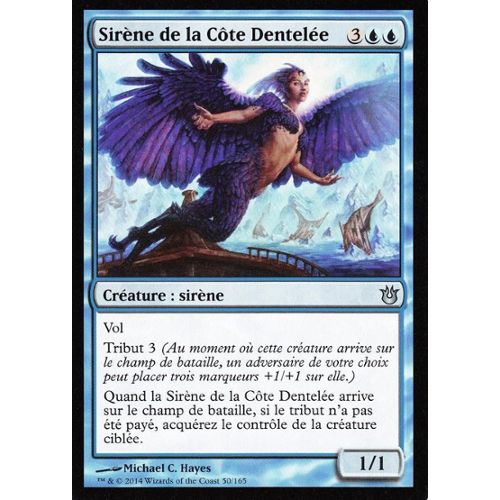 Sirène de la Côte Dentelée 3
Créature : sirène
Vol
Tribut 3 (Au moment où cette créature arrive sur
le champ de bataille, un adversaire de votre choix
peut placer trois marqueurs +1/+1 sur elle.)
Quand la Sirène de la Côte Dentelée arrive
sur le champ de bataille, si le tribut n'a pas
été payé, acquérez le contrôle de la créature
ciblée.
Michael C. Hayes
™ & © 2014 Wizards of the Coast 50/165
1/1